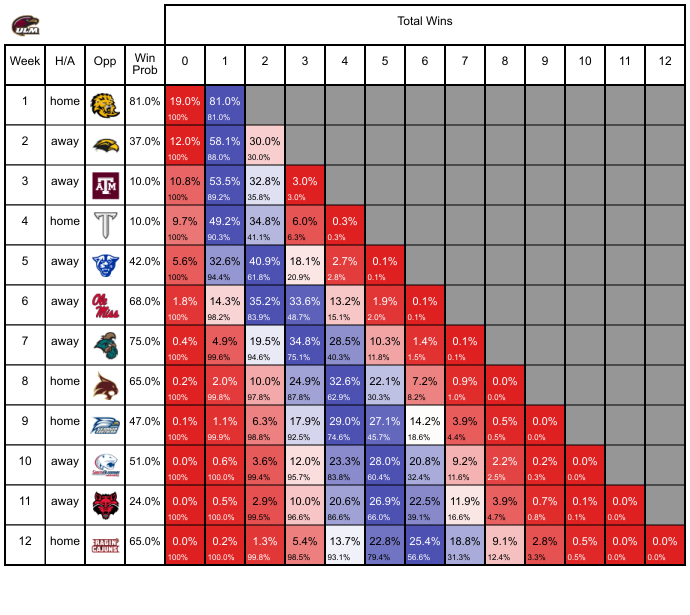 ULM
Total Wins
Week H/A Opp Win Prob 0 1 2 3 4 5 6 7 8 9 10 11 12
1 home 81.0% 19.0% 81.0%
100% 81.0%
2 away 37.0% 12.0% 58.1% 30.0%
100% 88.0% 30.0%
3 away ATM 10.0% 10.8% 53.5% 32.8% 3.0%
100% 89.2% 35.8% 3.0%
4 home T 10.0% 9.7% 49.2% 34.8% 6.0% 0.3%
100% 90.3% 41.1% 6.3% 0.3%
5 away 42.0% 5.6% 32.6% 40.9% 18.1% 2.7% 0.1%
100% 94.4% 61.8% 20.9% 2.8% 0.1%
6 away Ole Miss 68.0% 1.8% 14.3% 35.2% 33.6% 13.2% 1.9% 0.1%
100% 98.2% 83.9% 48.7% 15.1% 2.0% 0.1%
7 away 75.0% 0.4% 4.9% 19.5% 34.8% 28.5% 10.3% 1.4% 0.1%
100% 99.6% 94.6% 75.1% 40.3% 11.8% 1.5% 0.1%
8 home 65.0% 0.2% 2.0% 10.0% 24.9% 32.6% 22.1% 7.2% 0.9% 0.0%
100% 99.8% 97.8% 87.8% 62.9% 30.3% 8.2% 1.0% 0.0%
9 home 47.0% 0.1% 1.1% 6.3% 17.9% 29.0% 27.1% 14.2% 3.9% 0.5% 0.0%
100% 99.9% 98.8% 92.5% 74.6% 45.7% 18.6% 4.4% 0.5% 0.0%
10 away 51.0% 0.0% 0.6% 3.6% 12.0% 23.3% 28.0% 20.8% 9.2% 2.2% 0.2% 0.0%
100% 100.0% 99.4% 95.7% 83.8% 60.4% 32.4% 11.6% 2.5% 0.3% 0.0%
11 away 24.0% 0.0% 0.5% 2.9% 10.0% 20.6% 26.9% 22.5% 11.9% 3.9% 0.7% 0.1% 0.0%
100% 100.0% 99.5% 96.6% 86.6% 66.0% 39.1% 16.6% 4.7% 0.8% 0.1% 0.0%
12 home RAGIN CAJUNS 65.0% 0.0% 0.2% 1.3% 5.4% 13.7% 22.8% 25.4% 18.8% 9.1% 2.8% 0.5% 0.0% 0.0%
100% 100.0% 99.8% 98.5% 93.1% 79.4% 56.6% 31.3% 12.4% 3.3% 0.5% 0.0% 0.0%